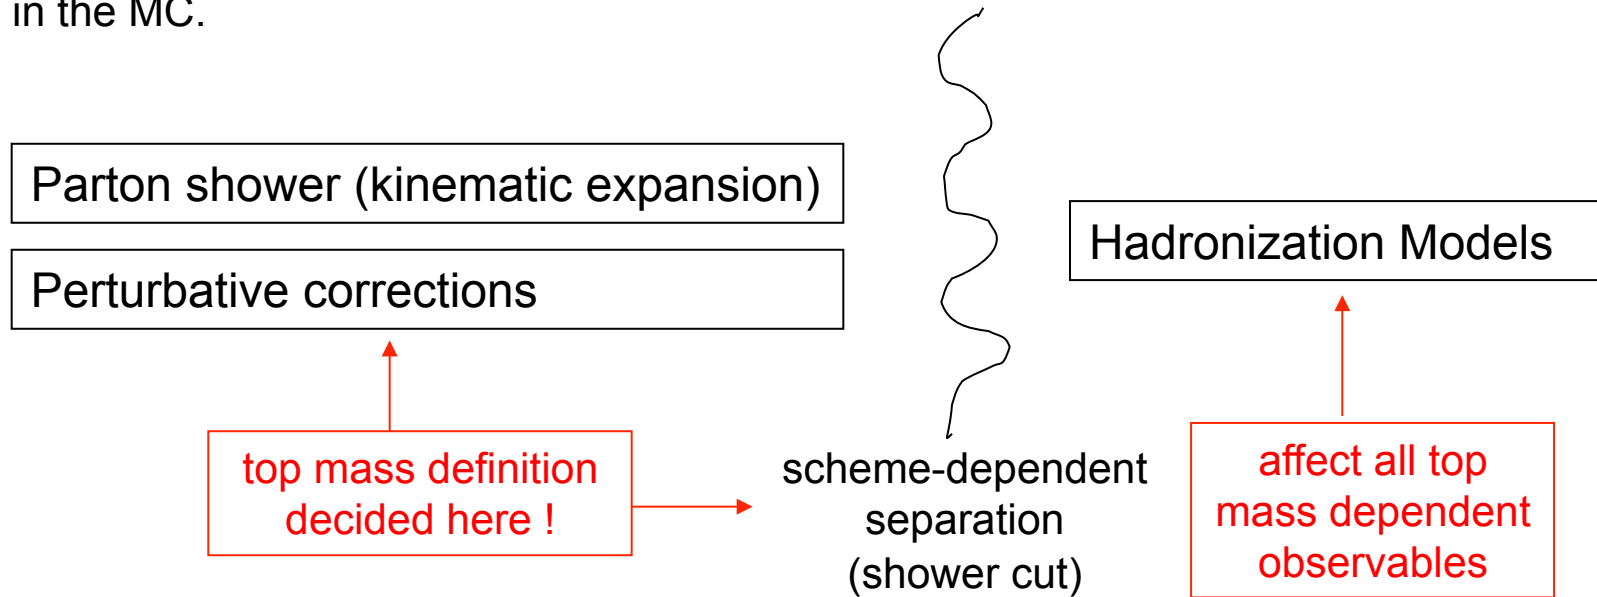 in the MC.
Parton shower (kinematic expansion)
Perturbative corrections
Hadronization Models
top mass definition
decided here !
scheme-dependent
separation
(shower cut)
affect all top
mass dependent
observables